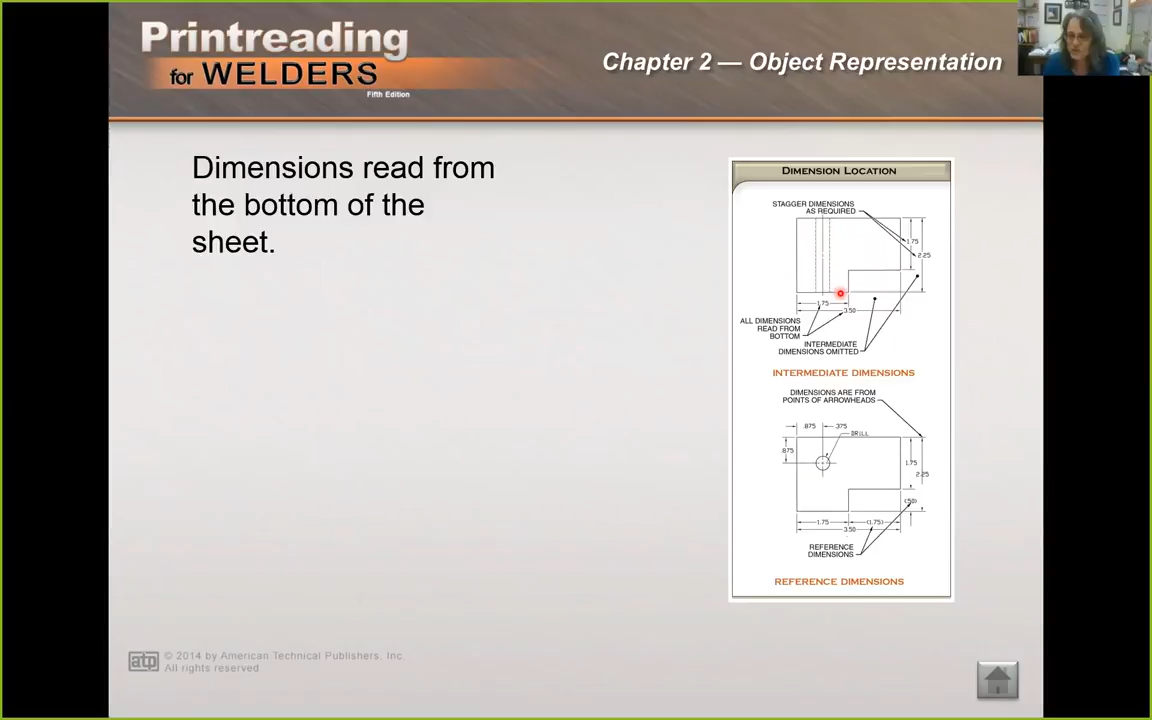 Printreading
for WELDERS
Fifth Edition
Chapter 2 — Object Representation
Dimensions read from
the bottom of the
sheet.
DIMENSION LOCATION
STAGGER DIMENSIONS
AS REQUIRED
1.75
2.25
1.75
3.50
ALL DIMENSIONS
READ FROM
BOTTOM
INTERMEDIATE
DIMENSIONS OMITTED
INTERMEDIATE DIMENSIONS
DIMENSIONS ARE FROM
POINTS OF ARROWHEADS
.875
.375
DRILL
.875
1.75
2.25
(.50)
1.75
(1.75)
3.50
REFERENCE
DIMENSIONS
REFERENCE DIMENSIONS
atp
© 2014 by American Technical Publishers, Inc.
All rights reserved